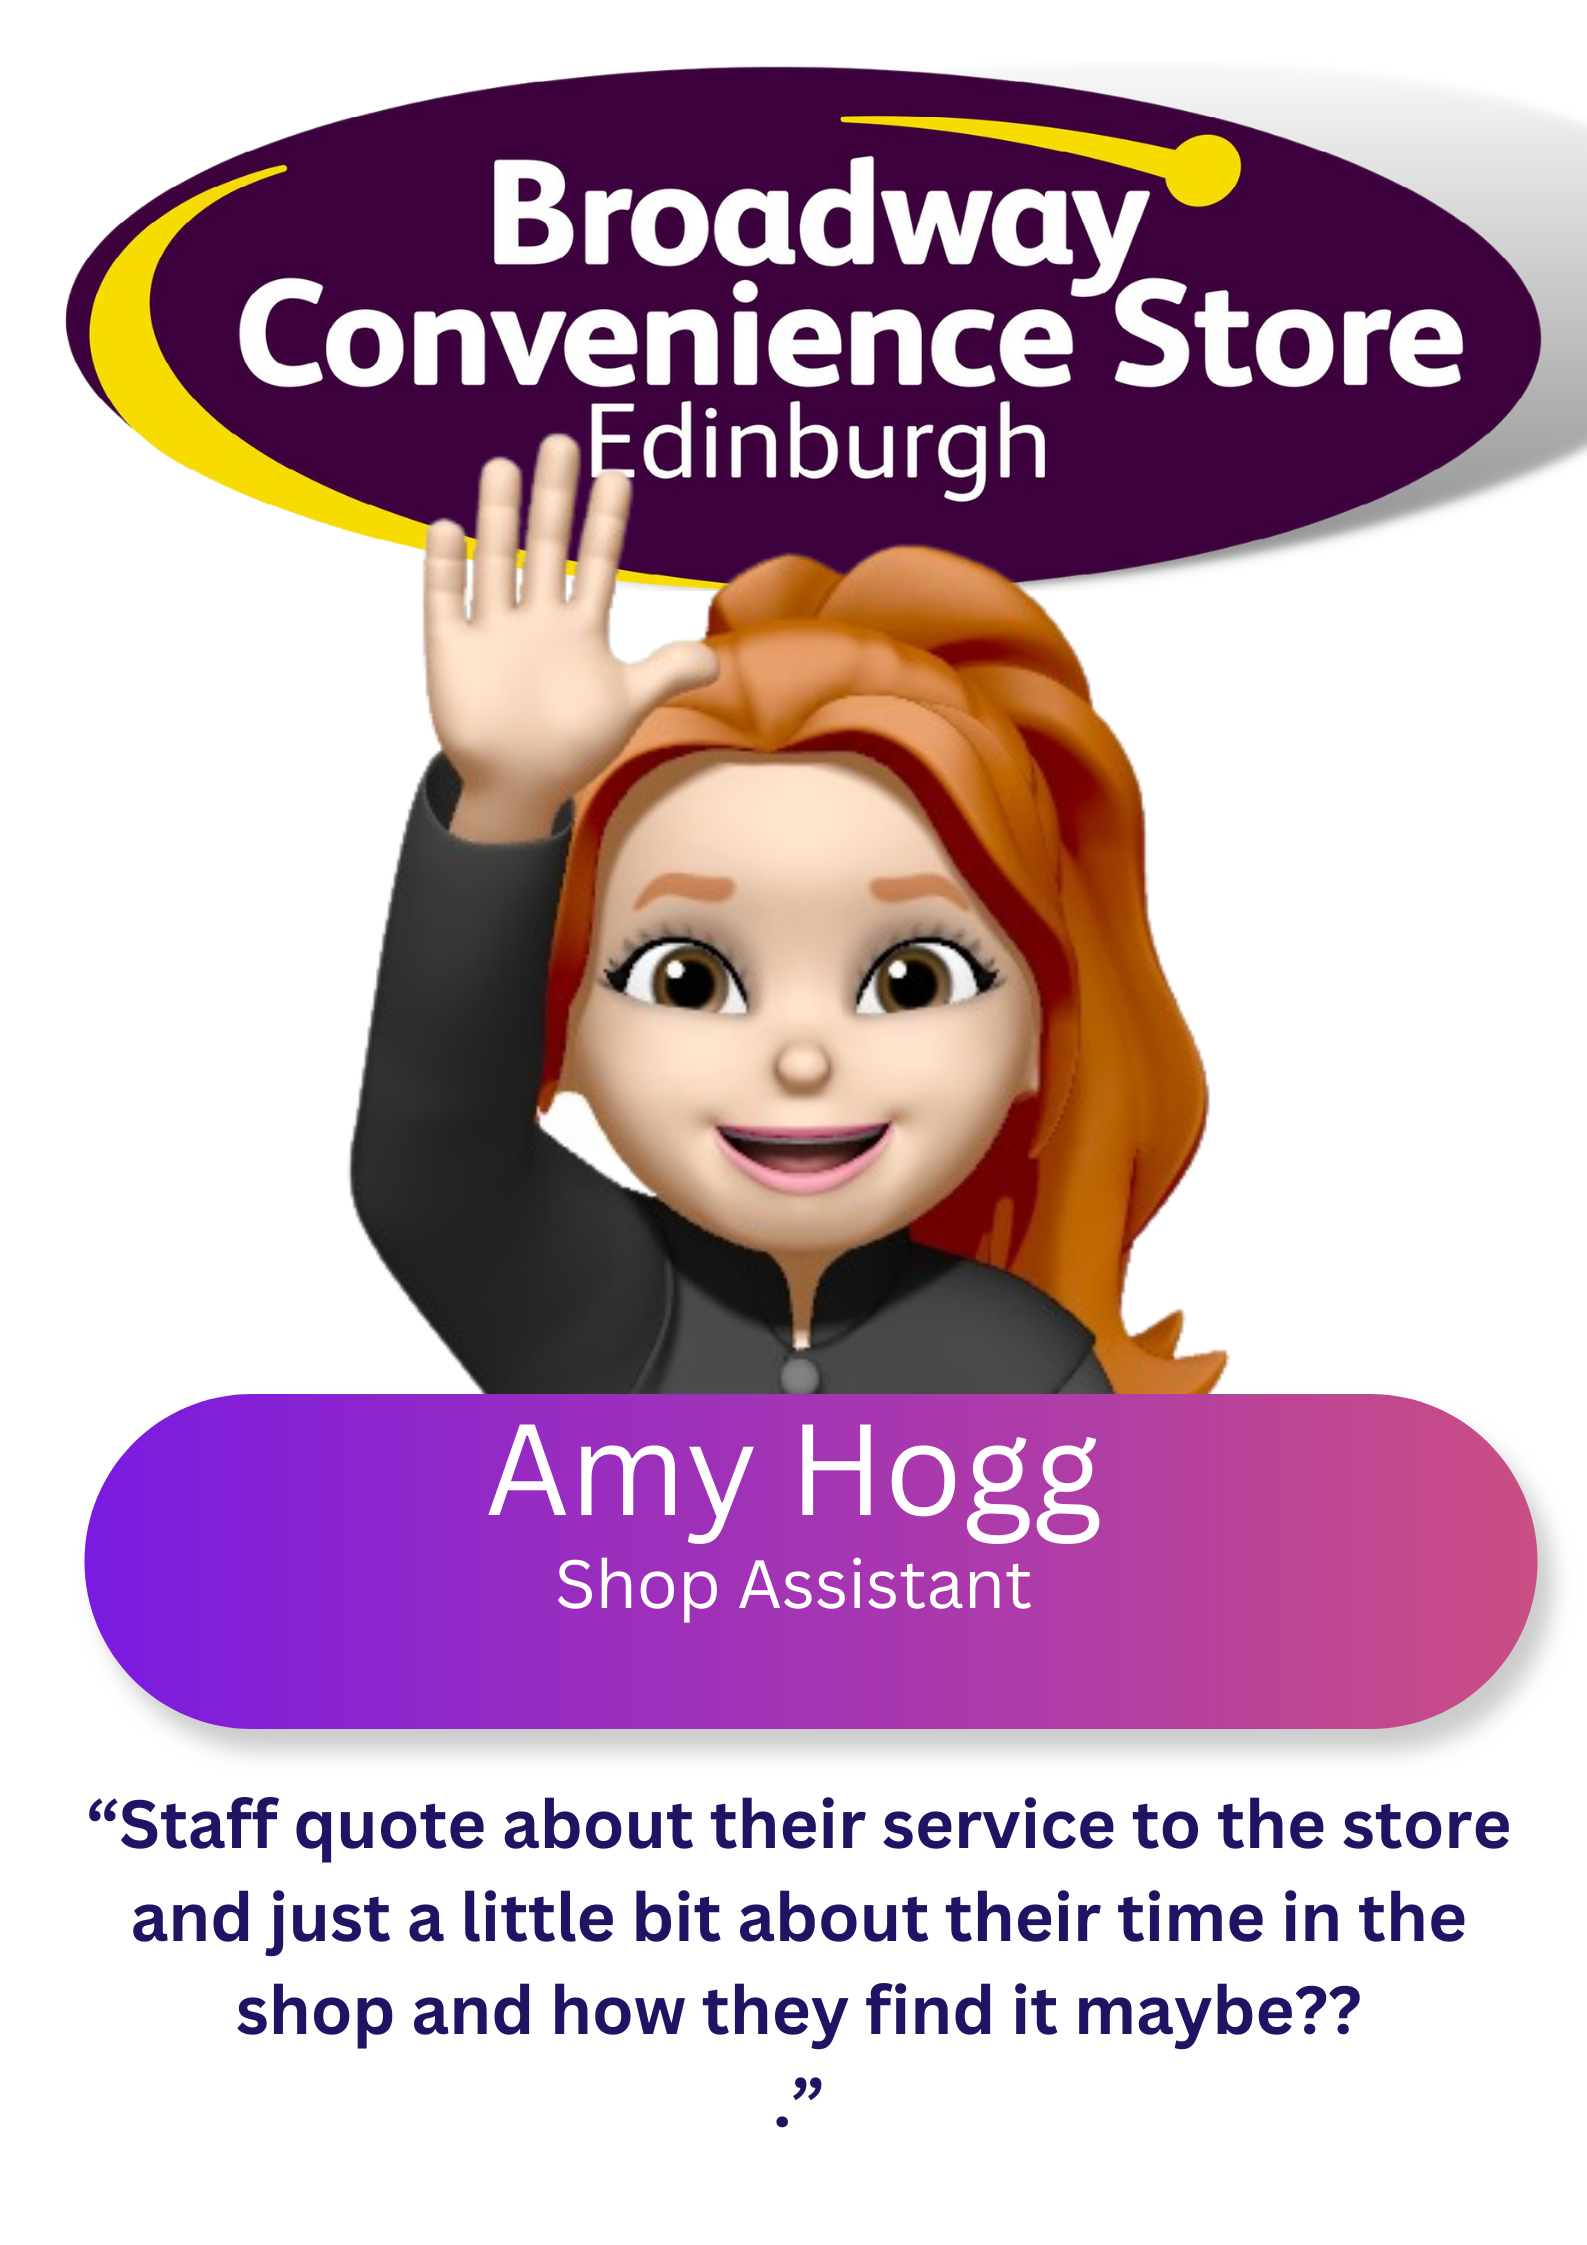 Broadway
Convenience Store
Edinburgh
Amy Hogg
Shop Assistant
“Staff quote about their service to the store
and just a little bit about their time in the
shop and how they find it maybe??
.”